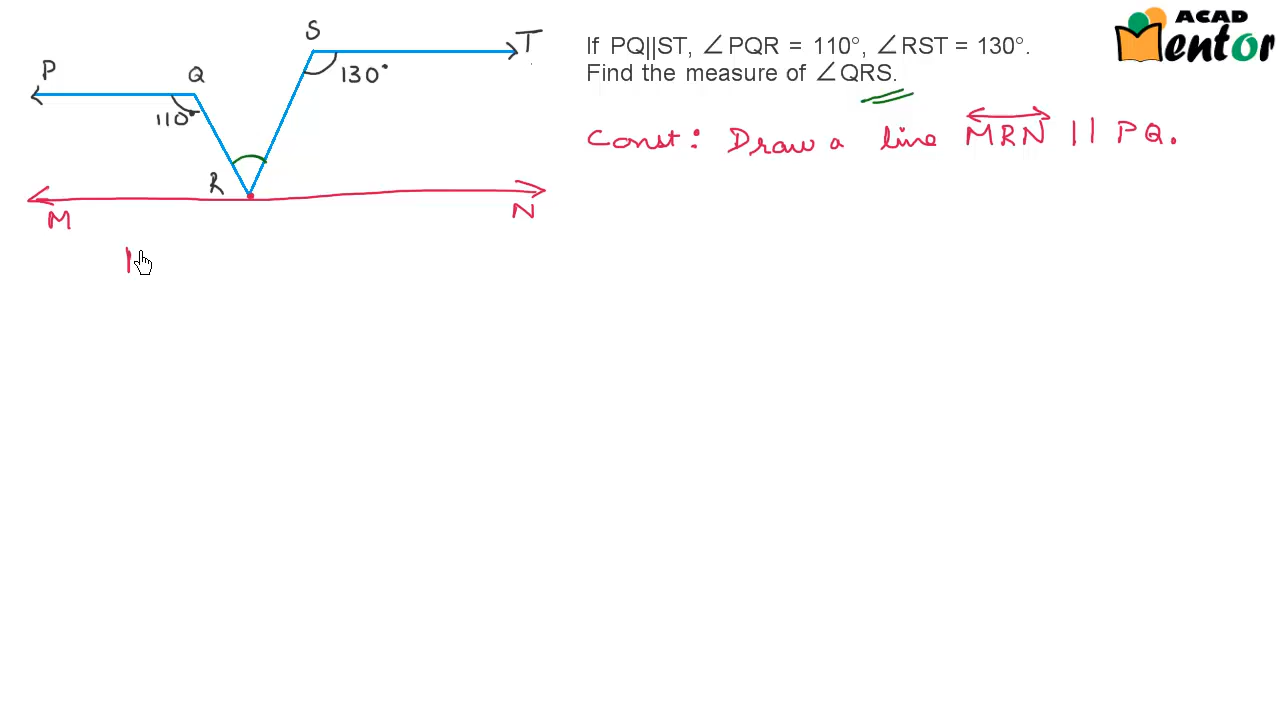 S
T
P
Q
130°
110°
R
M
N
If PQ||ST, ∠PQR = 110°, ∠RST = 130°.
Find the measure of ∠QRS.
Const: Draw a line MRN || PQ.
ACAD
Mentor